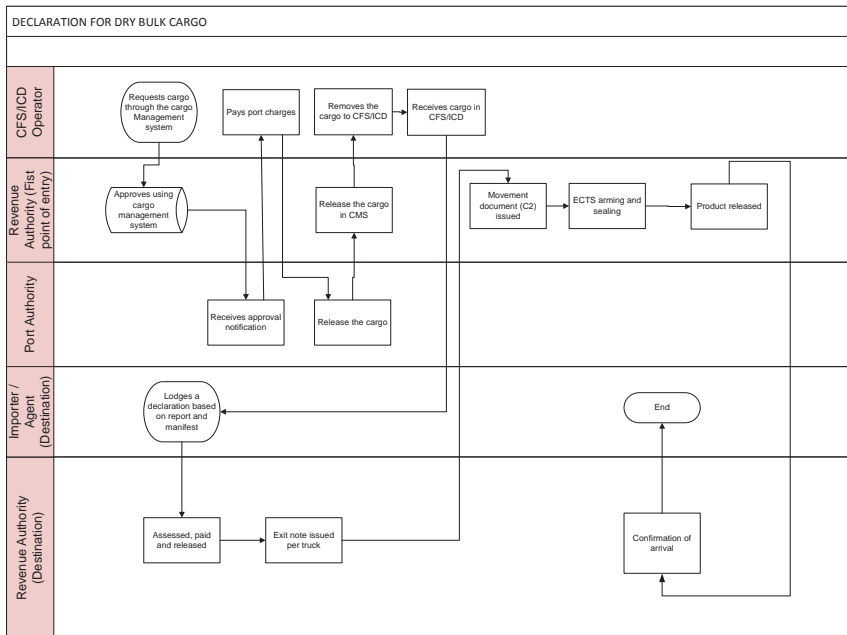 DECLARATION FOR DRY BULK CARGO
CFS/ICD
Operator
Requests cargo
through the cargo
Management
system
Pays port charges
Removes the
cargo to CFS/ICD
Receives cargo in
CFS/ICD
Revenue
Authority (Fist
point of entry)
Approves using
cargo
management
system
Release the cargo
in CMS
Movement
document (C2)
issued
ECTS arming and
sealing
Product released
Port Authority
Receives approval
notification
Release the cargo
Importer /
Agent
(Destination)
Lodges a
declaration based
on report and
manifest
End
Revenue Authority
(Destination)
Assessed, paid
and released
Exit note issued
per truck
Confirmation of
arrival